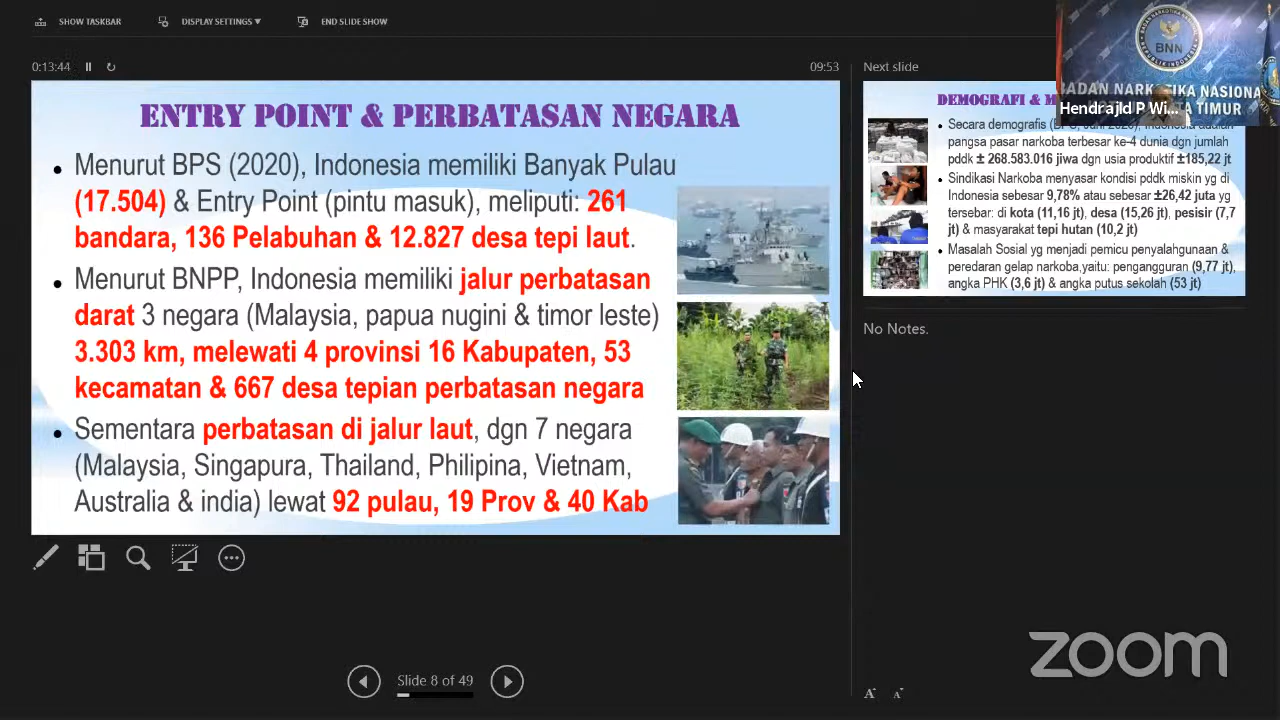 SHOW TASKBAR
DISPLAY SETTINGS ▼
END SLIDE SHOW
0:13:44
09:53
ENTRY POINT & PERBATASAN NEGARA
• Menurut BPS (2020), Indonesia memiliki Banyak Pulau
(17.504) & Entry Point (pintu masuk), meliputi: 261
bandara, 136 Pelabuhan & 12.827 desa tepi laut.
• Menurut BNPP, Indonesia memiliki jalur perbatasan
darat 3 negara (Malaysia, papua nugini & timor leste)
3.303 km, melewati 4 provinsi 16 Kabupaten, 53
kecamatan & 667 desa tepian perbatasan negara
• Sementara perbatasan di jalur laut, dgn 7 negara
(Malaysia, Singapura, Thailand, Philipina, Vietnam,
Australia & india) lewat 92 pulau, 19 Prov & 40 Kab
Slide 8 of 49
Next slide
DEMOGRAFI &
• Secara demografis
pangsa pasar narkoba terbesar ke-4 dunia dgn jumlah
pddk ± 268.583.016 jiwa dgn usia produktif ±185,22 jt
• Sindikasi Narkoba menyasar kondisi pddk miskin yg di
Indonesia sebesar 9,78% atau sebesar ±26,42 juta yg
tersebar: di kota (11,16 jt), desa (15,26 jt), pesisir (7,7
jt) & masyarakat tepi hutan (10,2 jt)
• Masalah Sosial yg menjadi pemicu penyalahgunaan &
peredaran gelap narkoba,yaitu: pengangguran (9,77 jt),
angka PHK (3,6 jt) & angka putus sekolah (53 jt)
BNN
BADAN NARKOTIKA NASIONA
TIMUR
Hendrajld P Wi...
No Notes.
A A
zoom